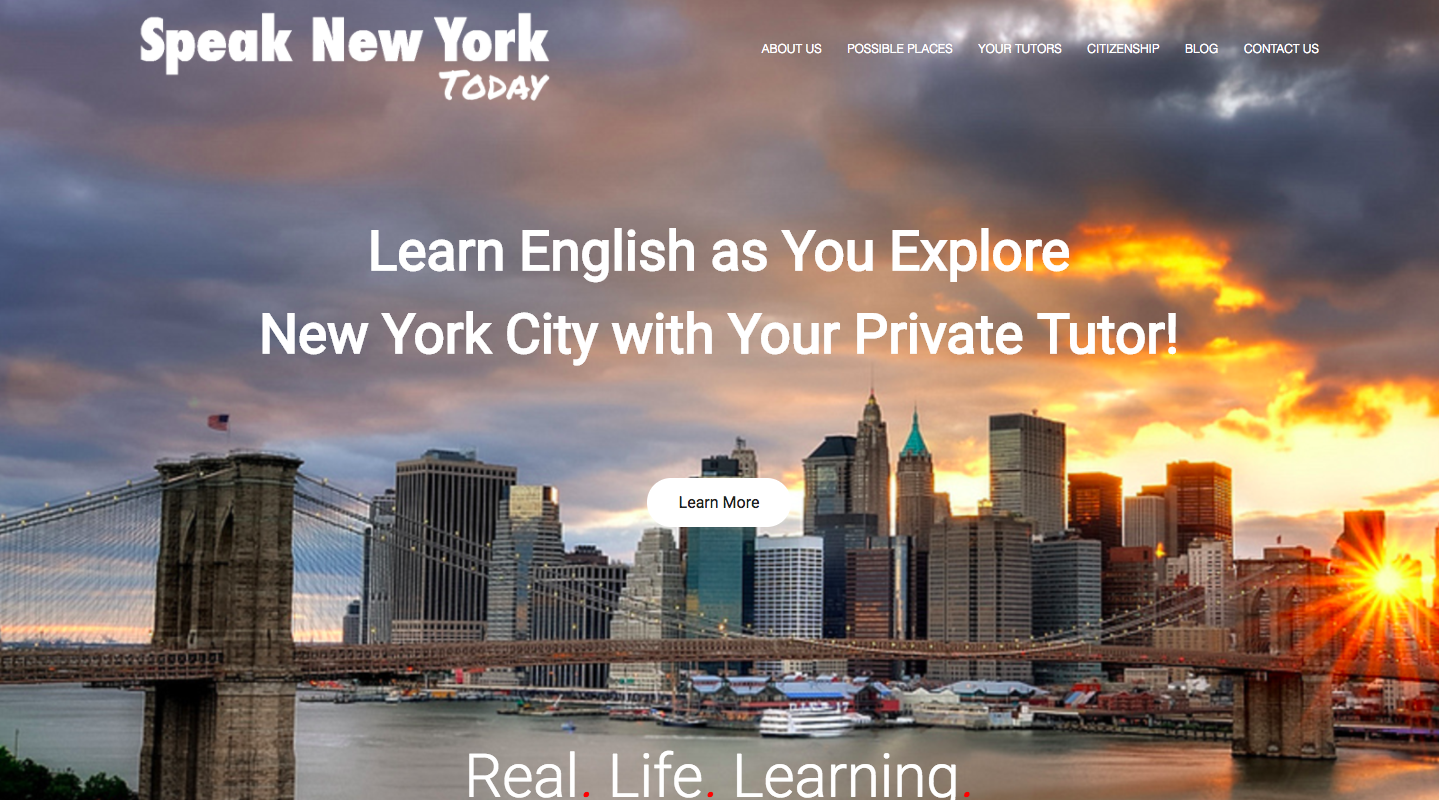 Speak New York
Today
ABOUT US POSSIBLE PLACES YOUR TUTORS CITIZENSHIP BLOG CONTACT US
Learn English as You Explore
New York City with Your Private Tutor!
Learn More
Real. Life. Learning.